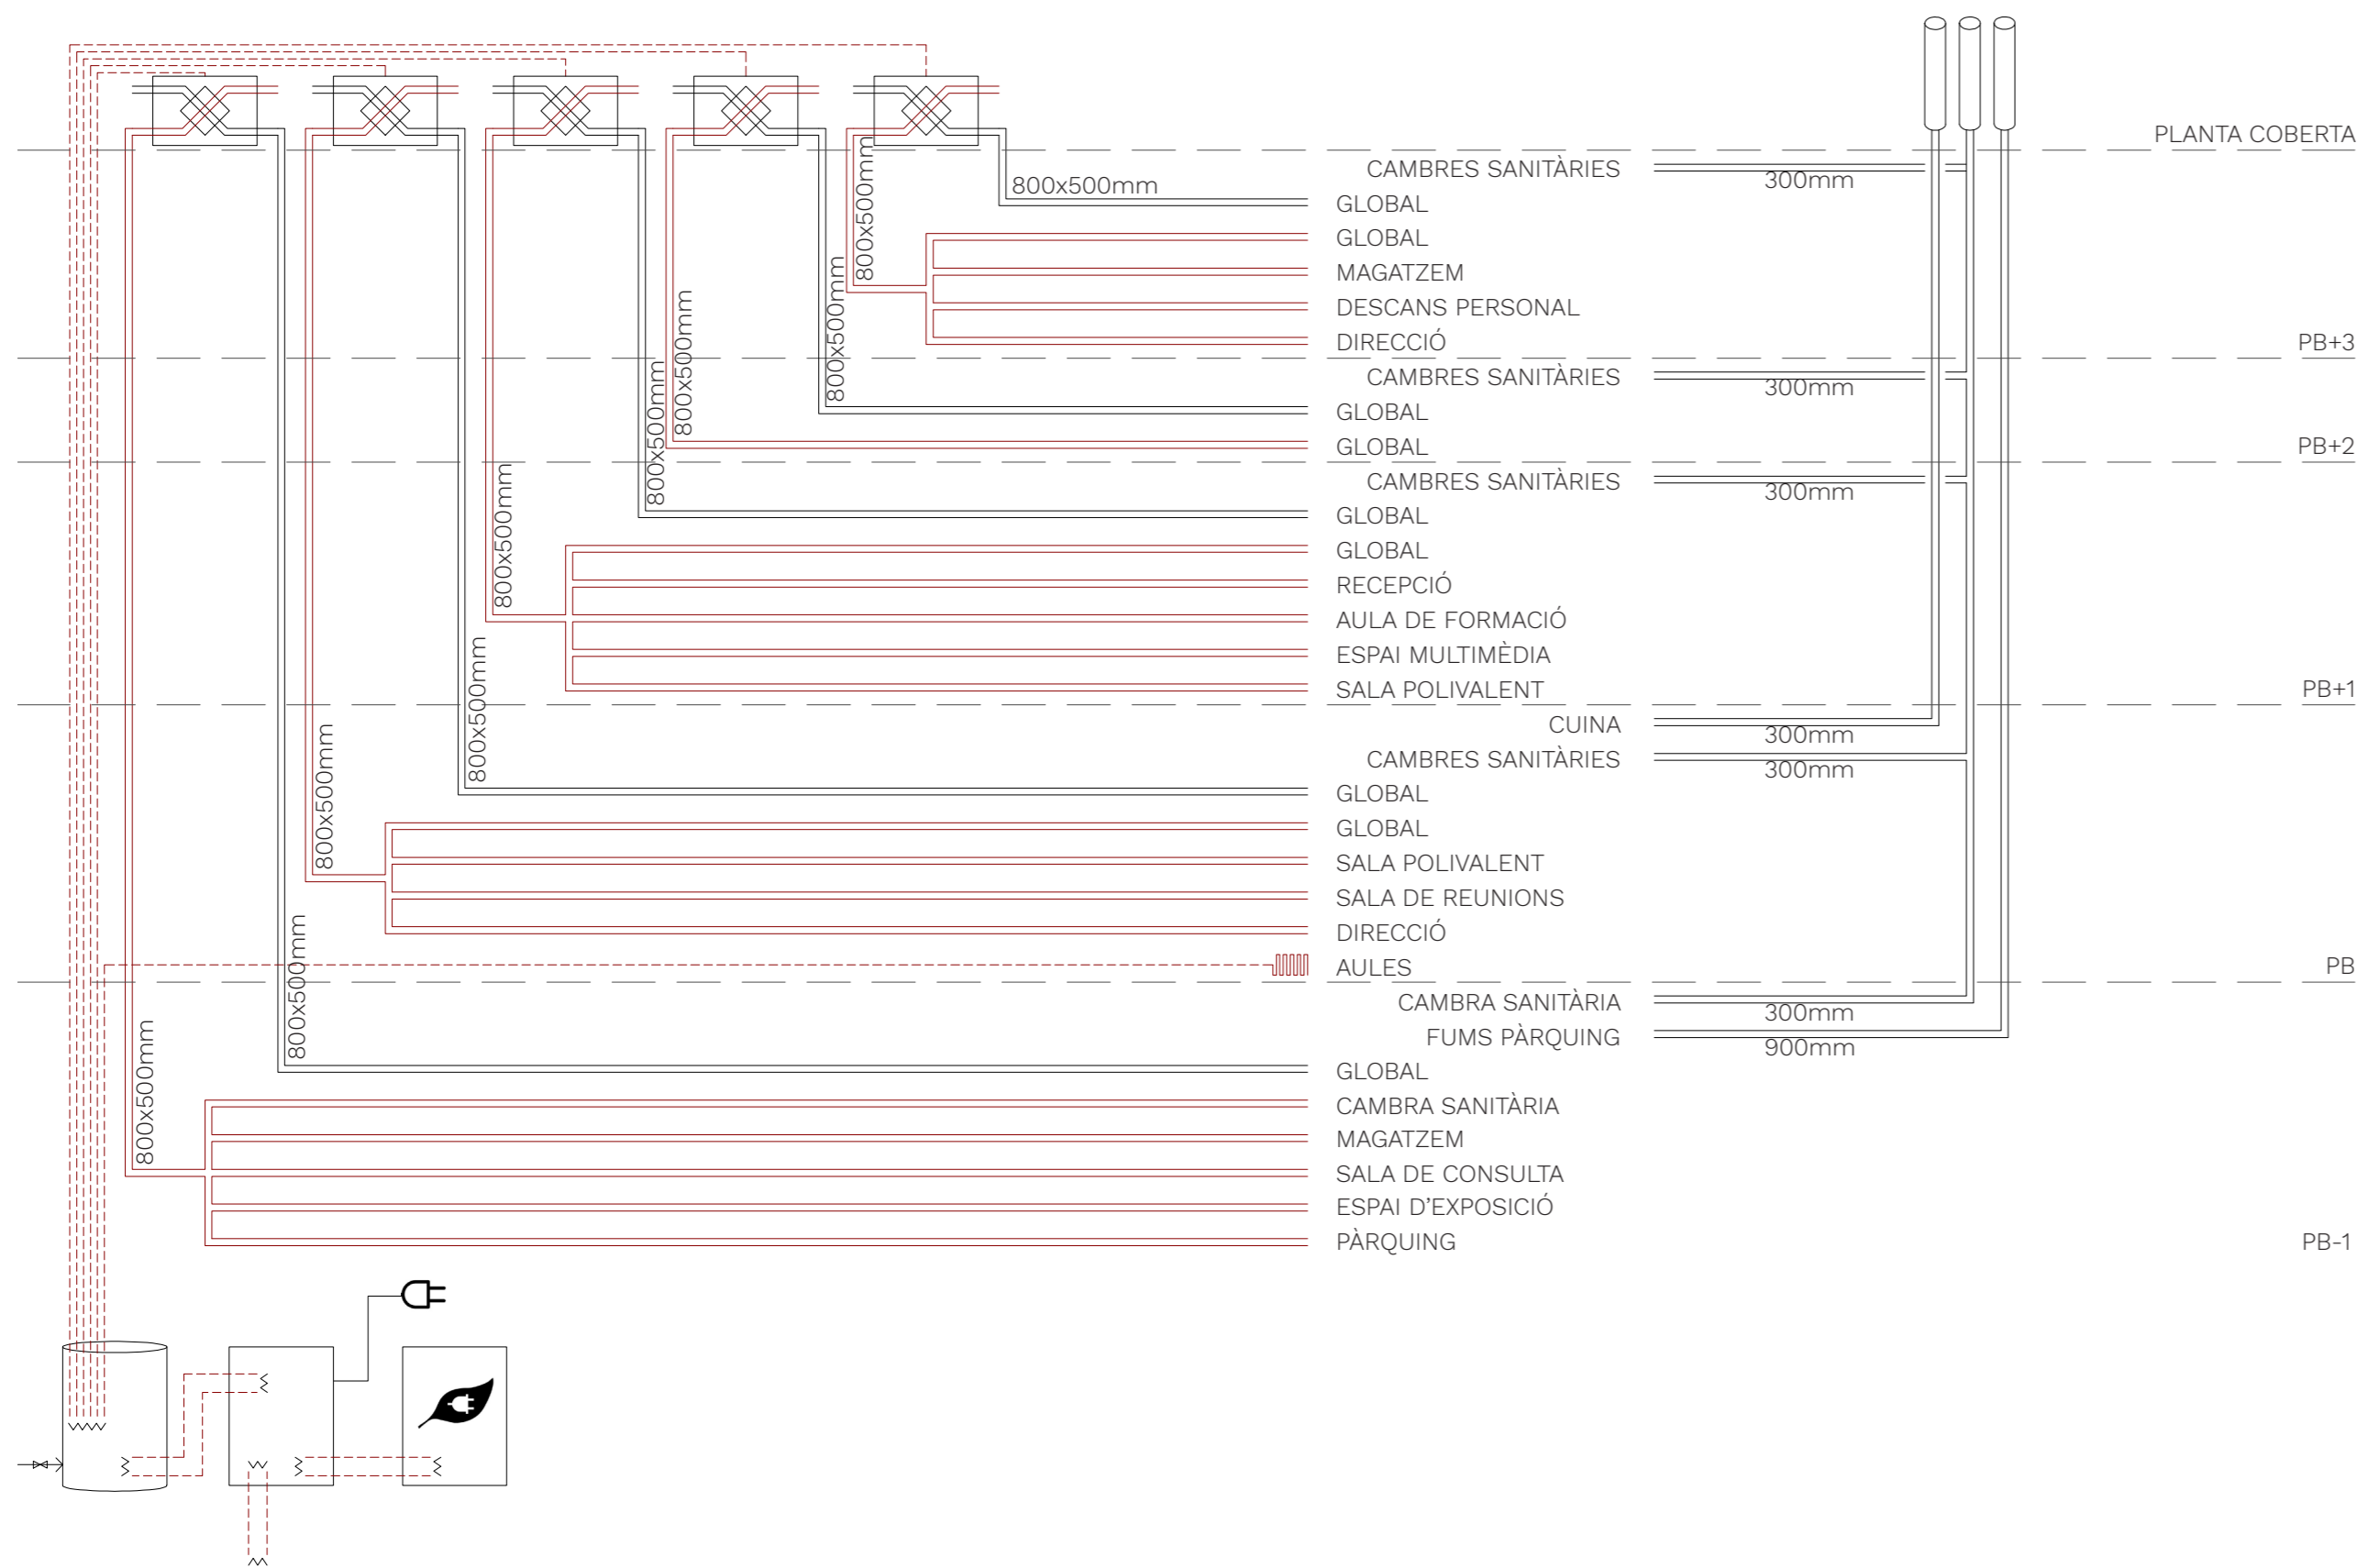 PLANTA COBERTA
CAMBRES SANITÀRIES
300mm
800x500mm
GLOBAL
800x500mm
GLOBAL
MAGATZEM
DESCANS PERSONAL
DIRECCIÓ
PB+3
CAMBRES SANITÀRIES
300mm
800x500mm
GLOBAL
800x500mm
GLOBAL
PB+2
CAMBRES SANITÀRIES
300mm
800x500mm
GLOBAL
800x500mm
GLOBAL
RECEPCIÓ
AULA DE FORMACIÓ
ESPAI MULTIMÈDIA
SALA POLIVALENT
PB+1
CUINA
300mm
CAMBRES SANITÀRIES
300mm
800x500mm
GLOBAL
800x500mm
GLOBAL
SALA POLIVALENT
SALA DE REUNIONS
DIRECCIÓ
AULES
PB
CAMBRA SANITÀRIA
300mm
FUMS PÀRQUING
900mm
800x500mm
GLOBAL
800x500mm
CAMBRA SANITÀRIA
MAGATZEM
SALA DE CONSULTA
ESPAI D'EXPOSICIÓ
PÀRQUING
PB-1